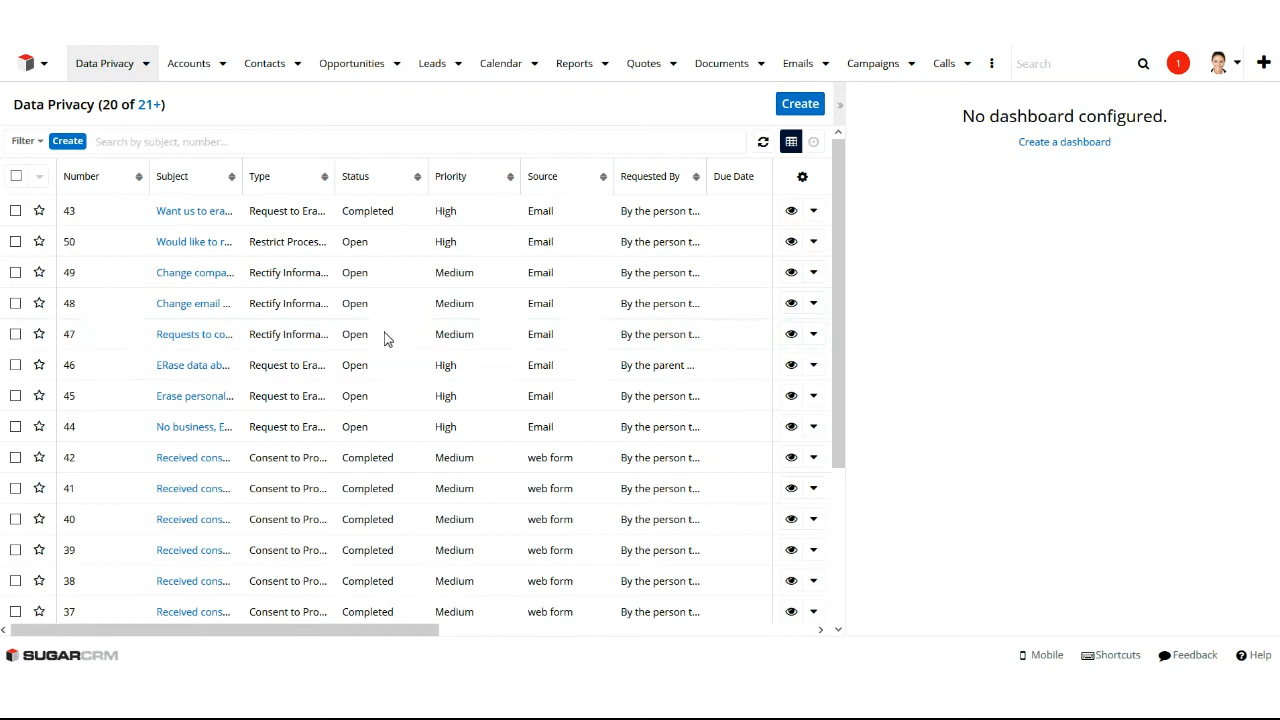 Data Privacy Accounts Contacts Opportunities Leads Calendar Reports Quotes Documents Emails Campaigns Calls Search 1
Data Privacy (20 of 21+) Create
No dashboard configured.
Create a dashboard
Filter Create Search by subject, number...
Number Subject Type Status Priority Source Requested By Due Date
43 Want us to era... Request to Era... Completed High Email By the person t...
50 Would like to r... Restrict Proces... Open High Email By the person t...
49 Change compa... Rectify Informa... Open Medium Email By the person t...
48 Change email ... Rectify Informa... Open Medium Email By the person t...
47 Requests to co... Rectify Informa... Open Medium Email By the person t...
46 ERase data ab... Request to Era... Open High Email By the parent ...
45 Erase personal... Request to Era... Open High Email By the person t...
44 No business, E... Request to Era... Open High Email By the person t...
42 Received cons... Consent to Pro... Completed Medium web form By the person t...
41 Received cons... Consent to Pro... Completed Medium web form By the person t...
40 Received cons... Consent to Pro... Completed Medium web form By the person t...
39 Received cons... Consent to Pro... Completed Medium web form By the person t...
38 Received cons... Consent to Pro... Completed Medium web form By the person t...
37 Received cons... Consent to Pro... Completed Medium web form By the person t...
SUGARCRM Mobile Shortcuts Feedback Help